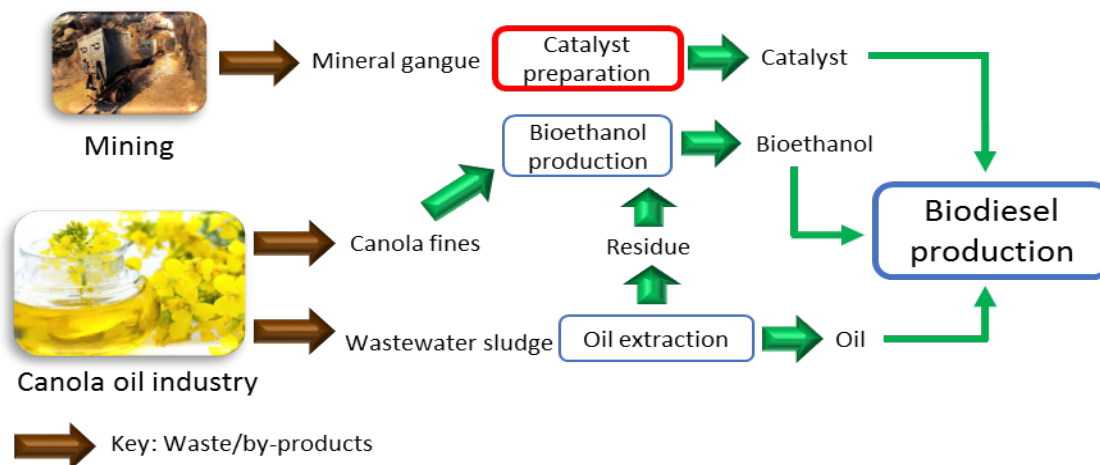 Mineral gangue
Catalyst
preparation
Catalyst
Mining
Bioethanol
production
Bioethanol
Biodiesel
production
Canola fines
Residue
Wastewater sludge
Oil extraction
Oil
Canola oil industry
Key: Waste/by-products